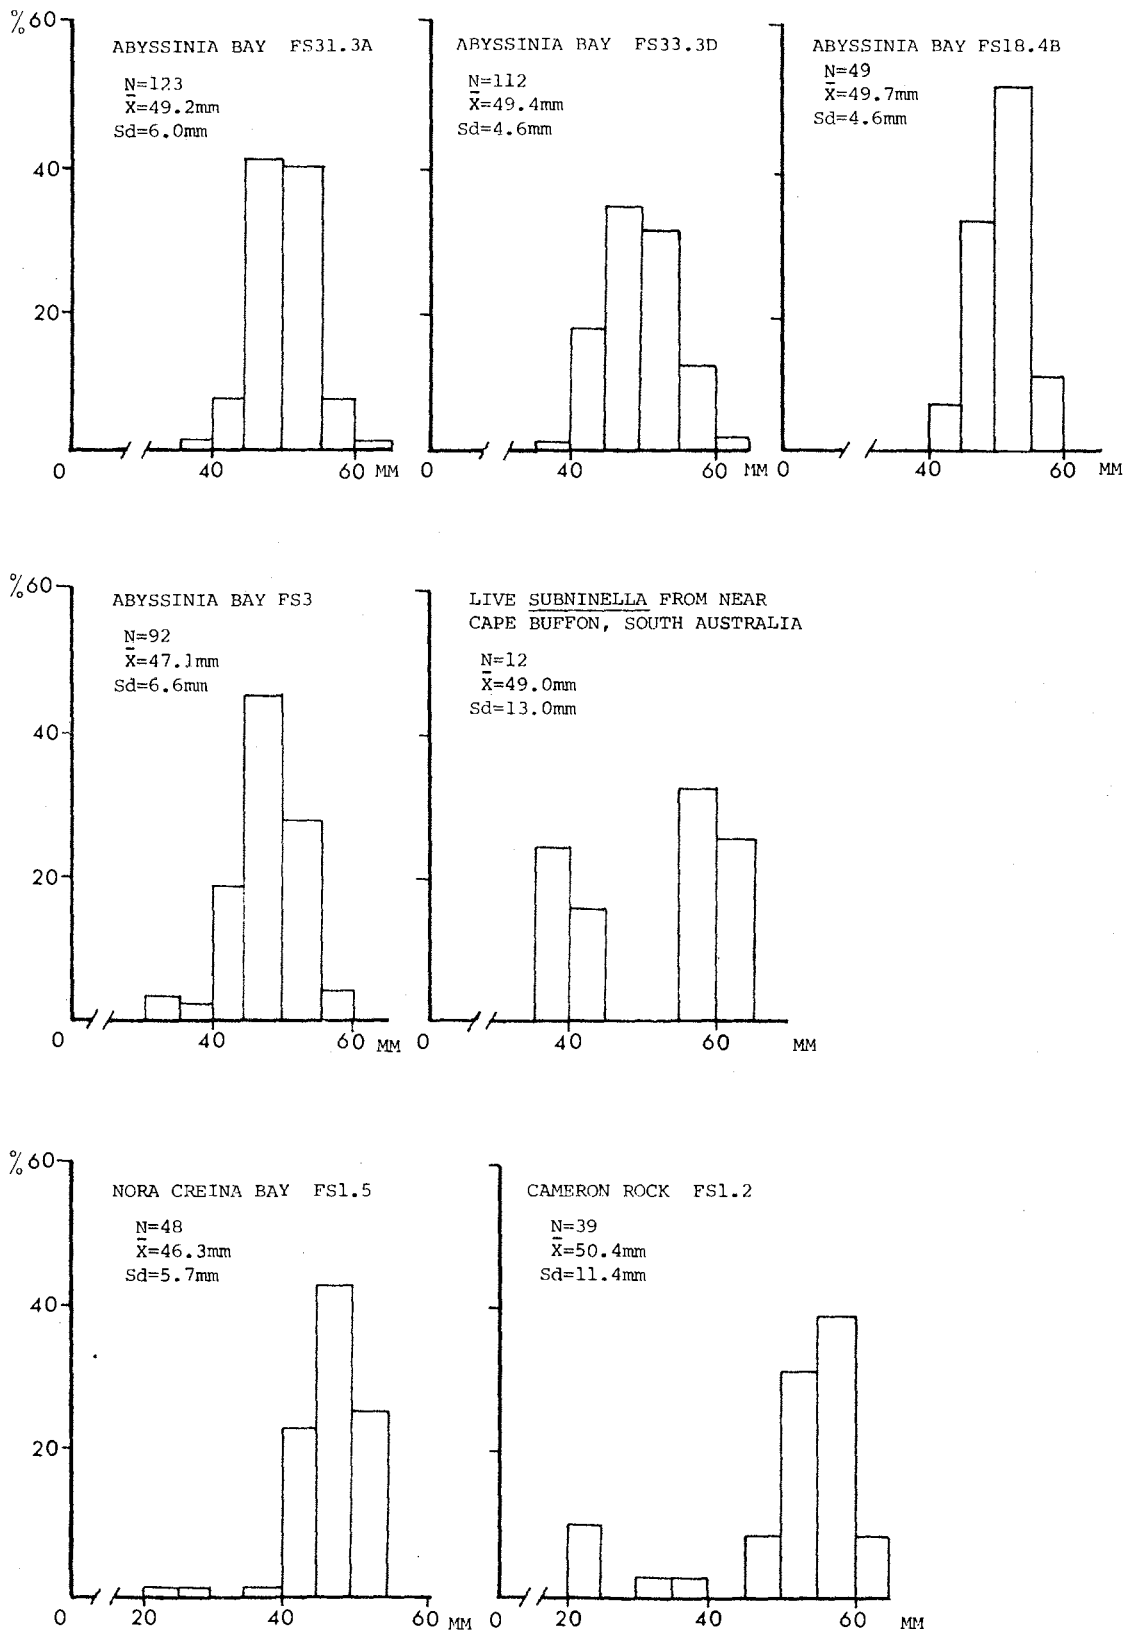 %60
ABYSSINIA BAY FS31.3A
N=123
X̄=49.2mm
Sd=6.0mm
40
20
0
40
60 MM
ABYSSINIA BAY FS33.3D
N=112
X̄=49.4mm
Sd=4.6mm
0
40
60 MM
ABYSSINIA BAY FS18.4B
N=49
X̄=49.7mm
Sd=4.6mm
0
40
60 MM
%60
ABYSSINIA BAY FS3
N=92
X̄=47.1mm
Sd=6.6mm
40
20
0
40
60 MM
LIVE SUBNINELLA FROM NEAR
CAPE BUFFON, SOUTH AUSTRALIA
N=12
X̄=49.0mm
Sd=13.0mm
0
40
60
MM
%60
NORA CREINA BAY FS1.5
N=48
X̄=46.3mm
Sd=5.7mm
40
20
0
20
40
60 MM
CAMERON ROCK FS1.2
N=39
X̄=50.4mm
Sd=11.4mm
0
20
40
60
MM